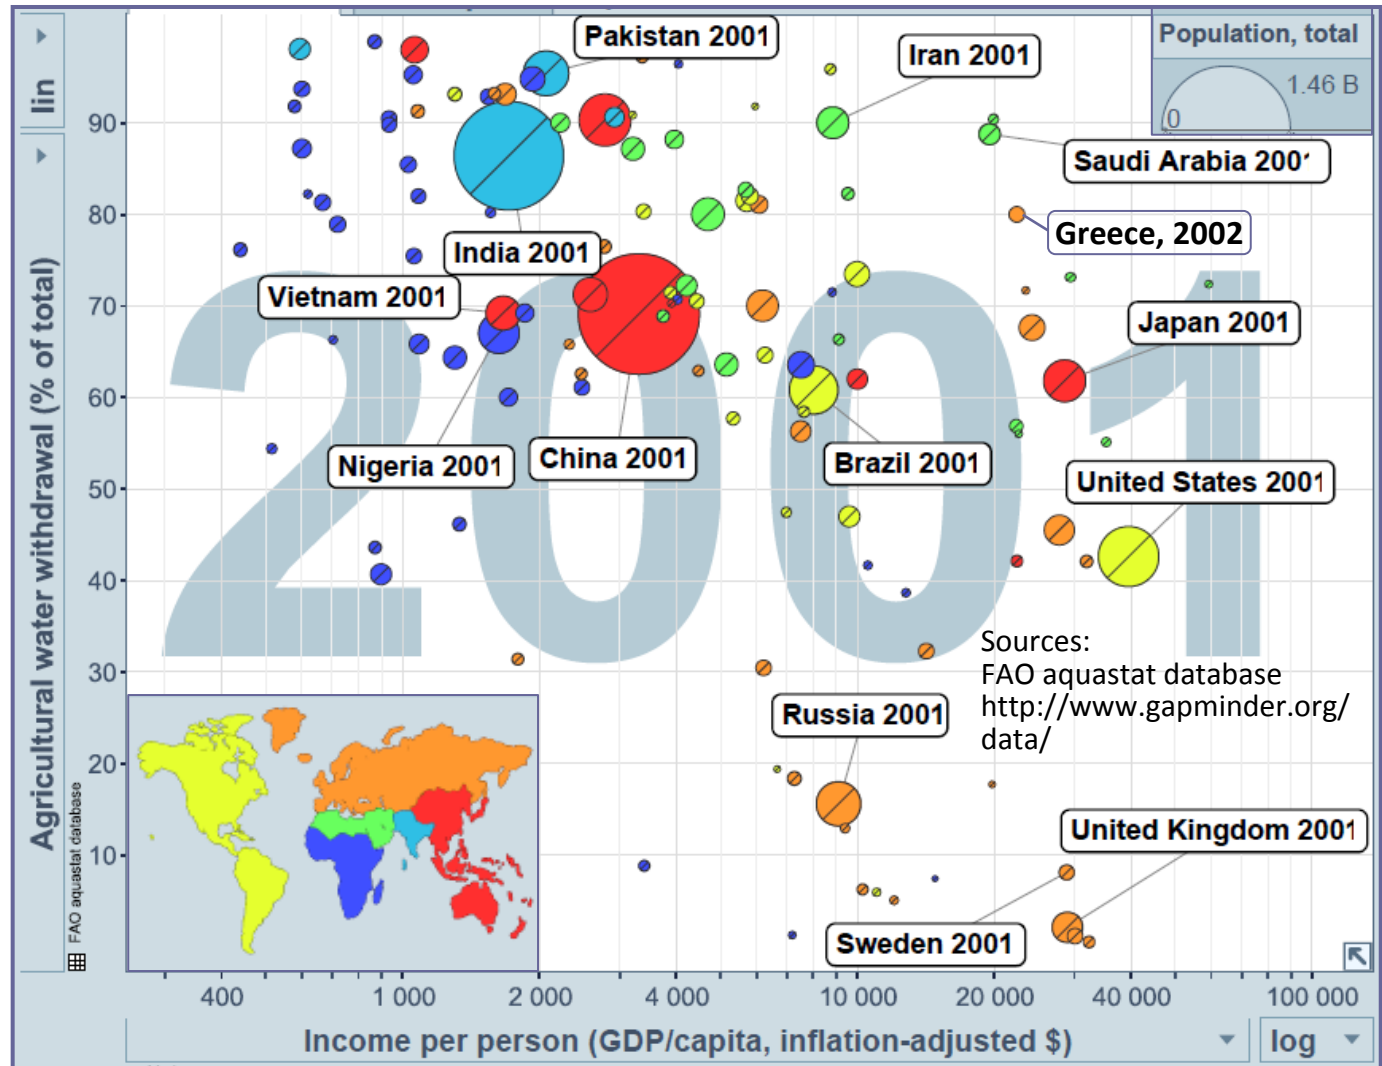 Population, total
1.46 B
0
lin
Agricultural water withdrawal (% of total)
FAO aquastat database
90
80
70
60
50
40
30
20
10
Pakistan 2001
Iran 2001
Saudi Arabia 200
India 2001
Greece, 2002
Vietnam 2001
Japan 2001
Nigeria 2001
China 2001
Brazil 2001
United States 2001
2001
Sources:
FAO aquastat database
http://www.gapminder.org/
data/
Russia 2001
United Kingdom 2001
Sweden 2001
400
1 000
2 000
4 000
10 000
20 000
40 000
100 000
Income per person (GDP/capita, inflation-adjusted $)
log